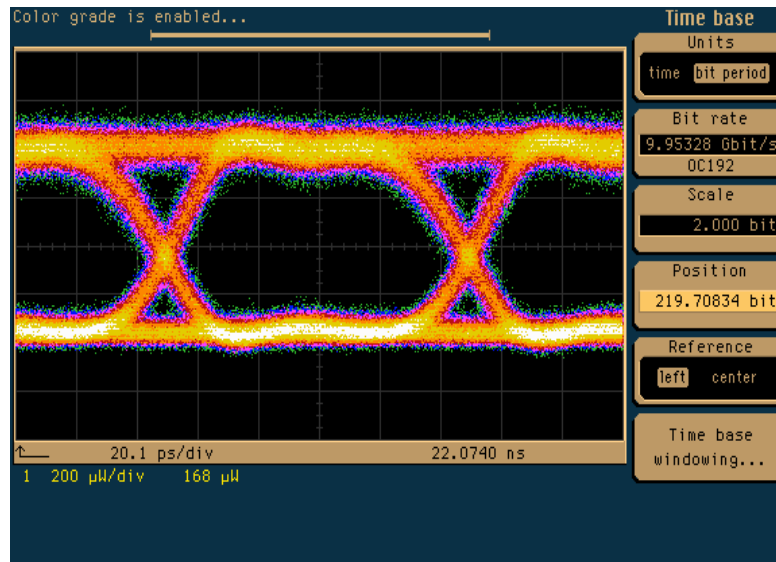 Color grade is enabled...
Time base
Units
time bit period
Bit rate
9.95328 Gbit/s
OC192
Scale
2.000 bit
Position
219.70834 bit
Reference
left center
Time base
windowing...
20.1 ps/div 22.0740 ns
1 200 µW/div 168 µW